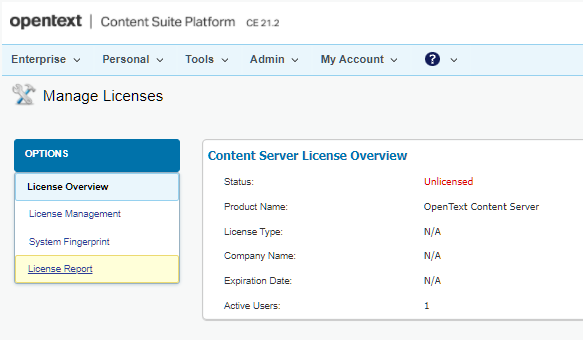 opentext | Content Suite Platform CE 21.2
Enterprise Personal Tools Admin My Account ?
Manage Licenses
OPTIONS
License Overview
License Management
System Fingerprint
License Report
Content Server License Overview
Status: Unlicensed
Product Name: OpenText Content Server
License Type: N/A
Company Name: N/A
Expiration Date: N/A
Active Users: 1